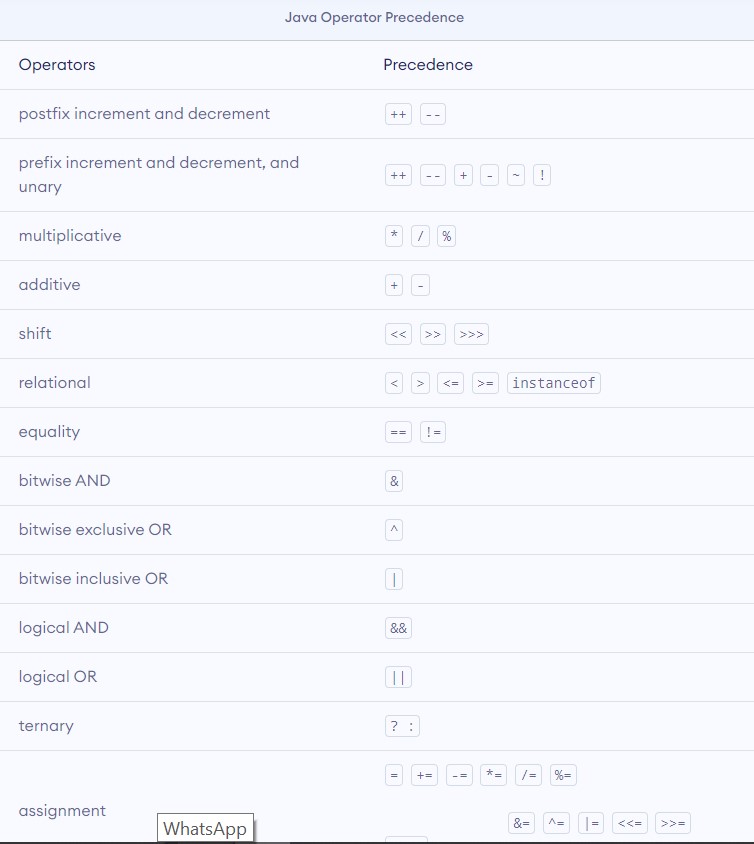 Java Operator Precedence
Operators Precedence
postfix increment and decrement ++ --
prefix increment and decrement, and
unary ++ -- + - ~ !
multiplicative * / %
additive + -
shift << >> >>>
relational < > <= >= instanceof
equality == !=
bitwise AND &
bitwise exclusive OR ^
bitwise inclusive OR |
logical AND &&
logical OR ||
ternary ? :
= += -= *= /= %=
assignment
&= ^= |= <<= >>=
WhatsApp